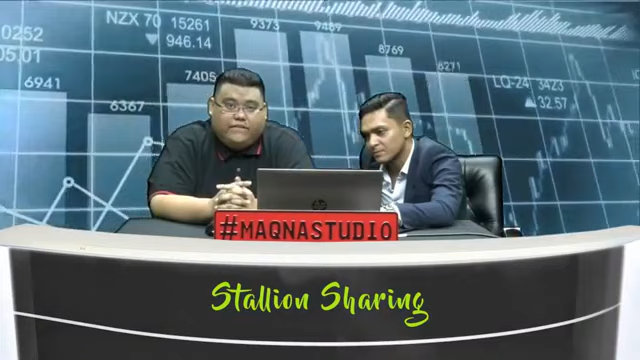 0252
05.01
NZX 70 15261
946.14
6941
6367
7405
9373
9489
8769
8271
LQ-24 3423
32.57
hp
#MAQNASTUDIO
Stallion Sharing